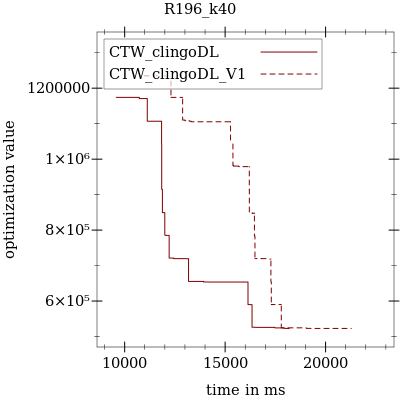 R196_k40
CTW_clingoDL
CTW_clingoDL_V1
1200000
1×10⁶
8×10⁵
6×10⁵
optimization value
10000 15000 20000
time in ms